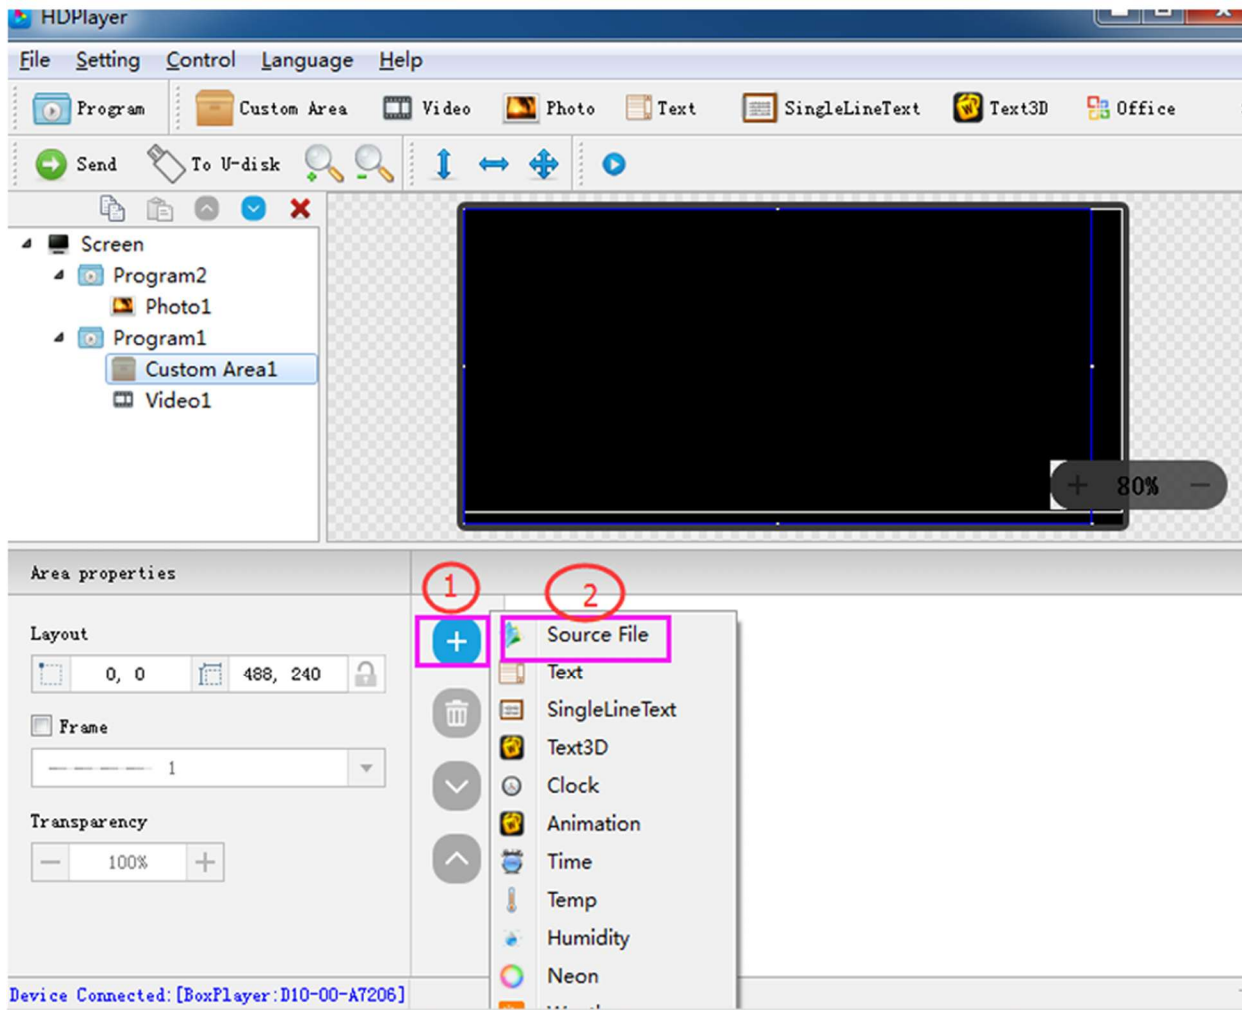 HDPlayer
File Setting Control Language Help
Program Custom Area Video Photo Text SingleLineText Text3D Office
Send To U-disk
Screen
Program2
Photo1
Program1
Custom Area1
Video1
+ 80% −
Area properties
1
2
Layout
0, 0 488, 240
Frame
1
Transparency
− 100% +
Source File
Text
SingleLineText
Text3D
Clock
Animation
Time
Temp
Humidity
Neon
Device Connected:[BoxPlayer:D10-00-A7206]